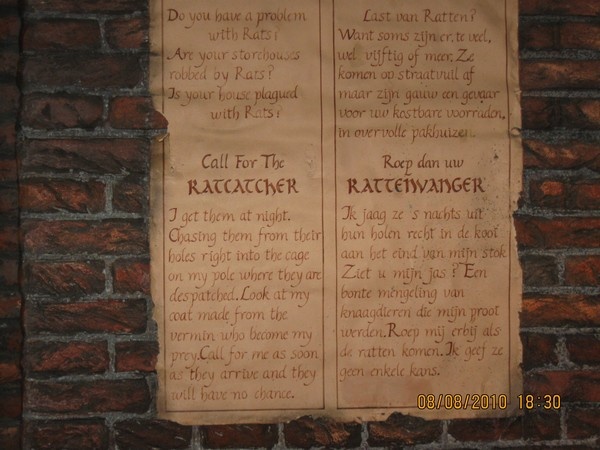 Do you have a problem
with Rats?
Are your storehouses
robbed by Rats?
Is your house plagued
with Rats?
Call For The
RATCATCHER
I get them at night.
Chasing them from their
holes right into the cage
on my pole where they are
despatched. Look at my
coat made from the
vermin who become my
prey. Call for me as soon
as they arrive and they
will have no chance.
Last van Ratten?
Want soms zijn er te veel,
wel vijftig of meer. Ze
komen op straatvuil af
maar zijn gauw een gevaar
voor uw kostbare voorraden,
in overvolle pakhuizen.
Roep dan uw
RATTENVANGER
Ik jaag ze 's nachts uit
hun holen recht in de kooi
aan het eind van mijn stok
Ziet u mijn jas? Een
bonte mengeling van
knaagdieren die mijn prooi
werden. Roep mij erbij als
de ratten komen. Ik geef ze
geen enkele kans.
08/08/2010 18:30